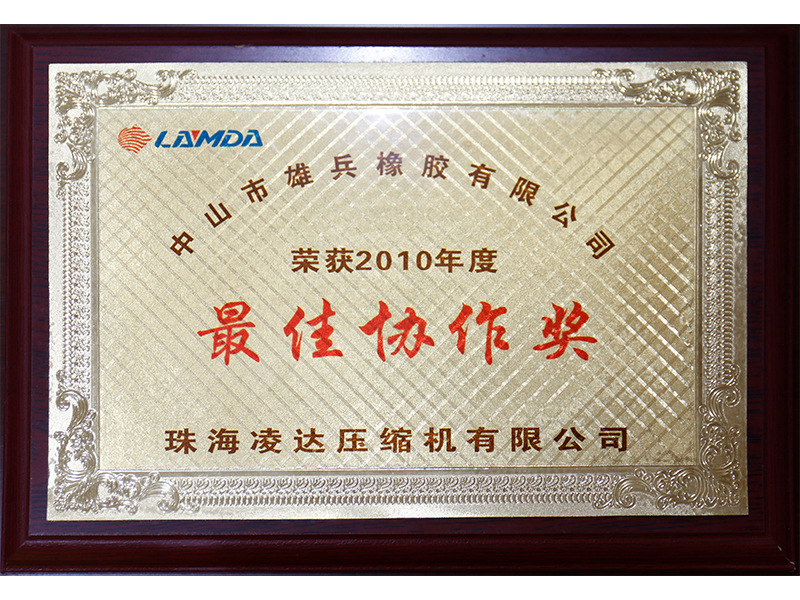 LAMDA
中山市雄兵橡胶有限公司
荣获2010年度
最佳协作奖
珠海凌达压缩机有限公司